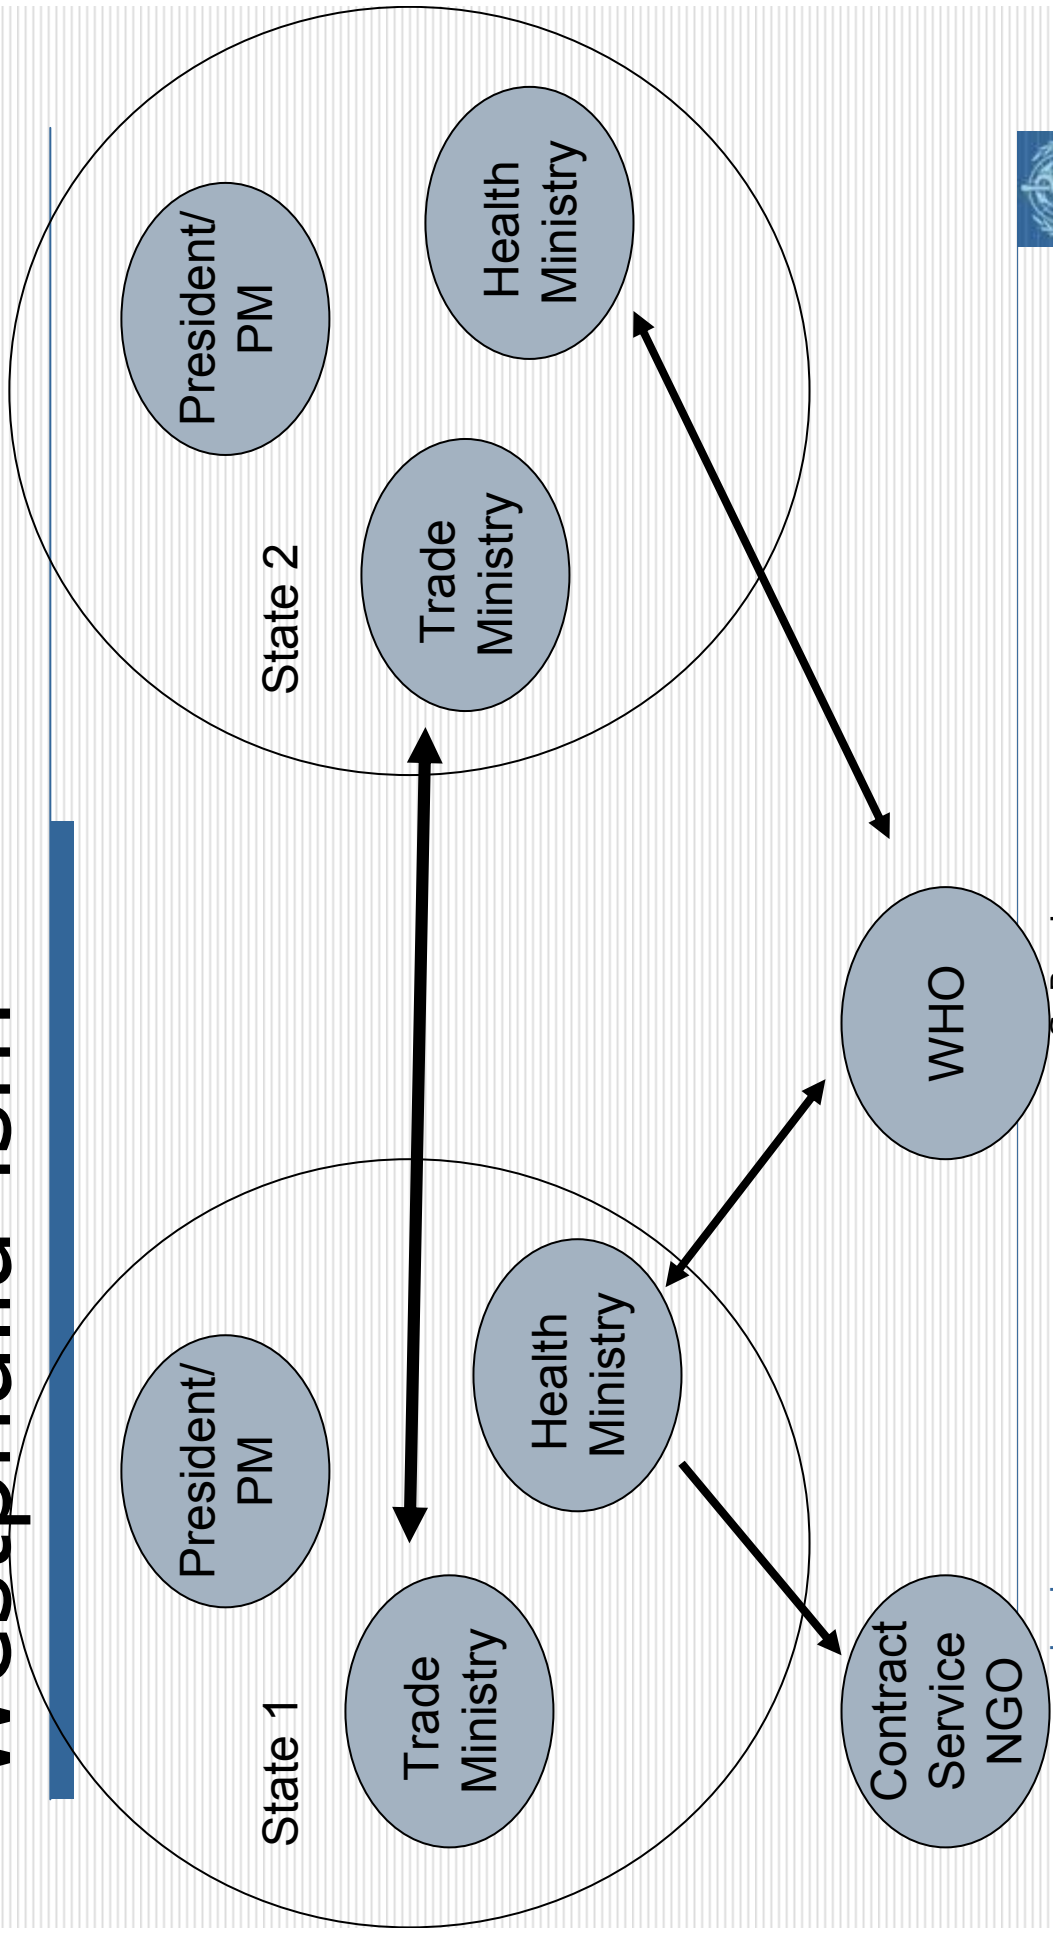 State 1
President/
PM
Trade
Ministry
Health
Ministry
State 2
President/
PM
Trade
Ministry
Health
Ministry
Contract
Service
NGO
WHO